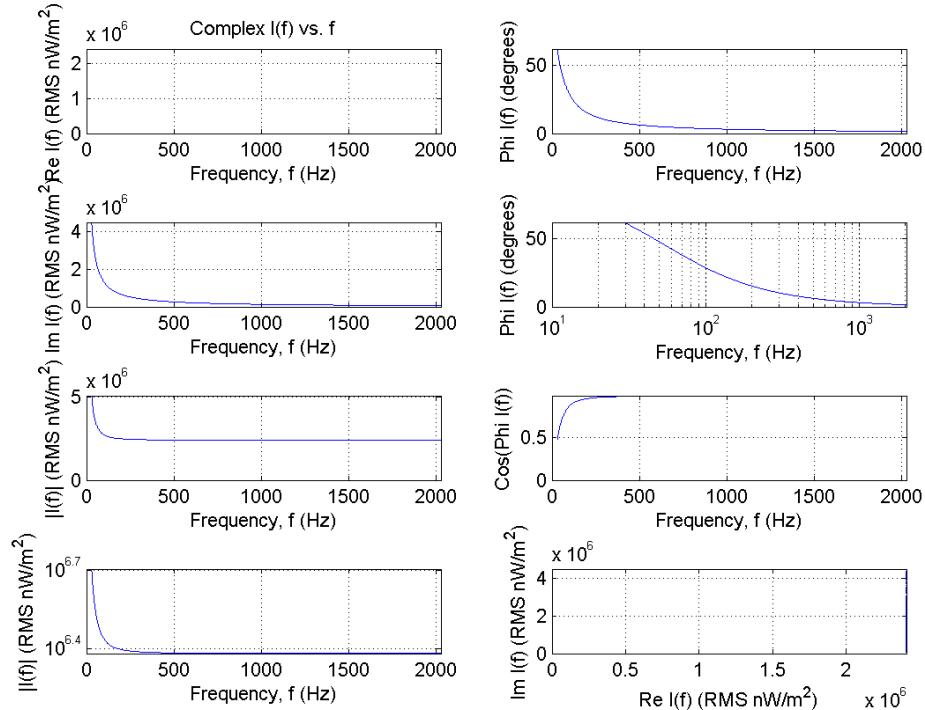 Complex I(f) vs. f
x 10^6
Re I(f) (RMS nW/m^2)
2
1
0
0 500 1000 1500 2000
Frequency, f (Hz)
x 10^6
Im I(f) (RMS nW/m^2)
4
2
0
0 500 1000 1500 2000
Frequency, f (Hz)
x 10^6
|I(f)| (RMS nW/m^2)
5
0
0 500 1000 1500 2000
Frequency, f (Hz)
|I(f)| (RMS nW/m^2)
10^6.7
10^6.4
0 500 1000 1500 2000
Frequency, f (Hz)
Phi I(f) (degrees)
50
0
0 500 1000 1500 2000
Frequency, f (Hz)
Phi I(f) (degrees)
50
0
10^1 10^2 10^3
Frequency, f (Hz)
Cos(Phi I(f))
0.5
0
0 500 1000 1500 2000
Frequency, f (Hz)
x 10^6
Im I(f) (RMS nW/m^2)
4
2
0
0 0.5 1 1.5 2
Re I(f) (RMS nW/m^2)
x 10^6